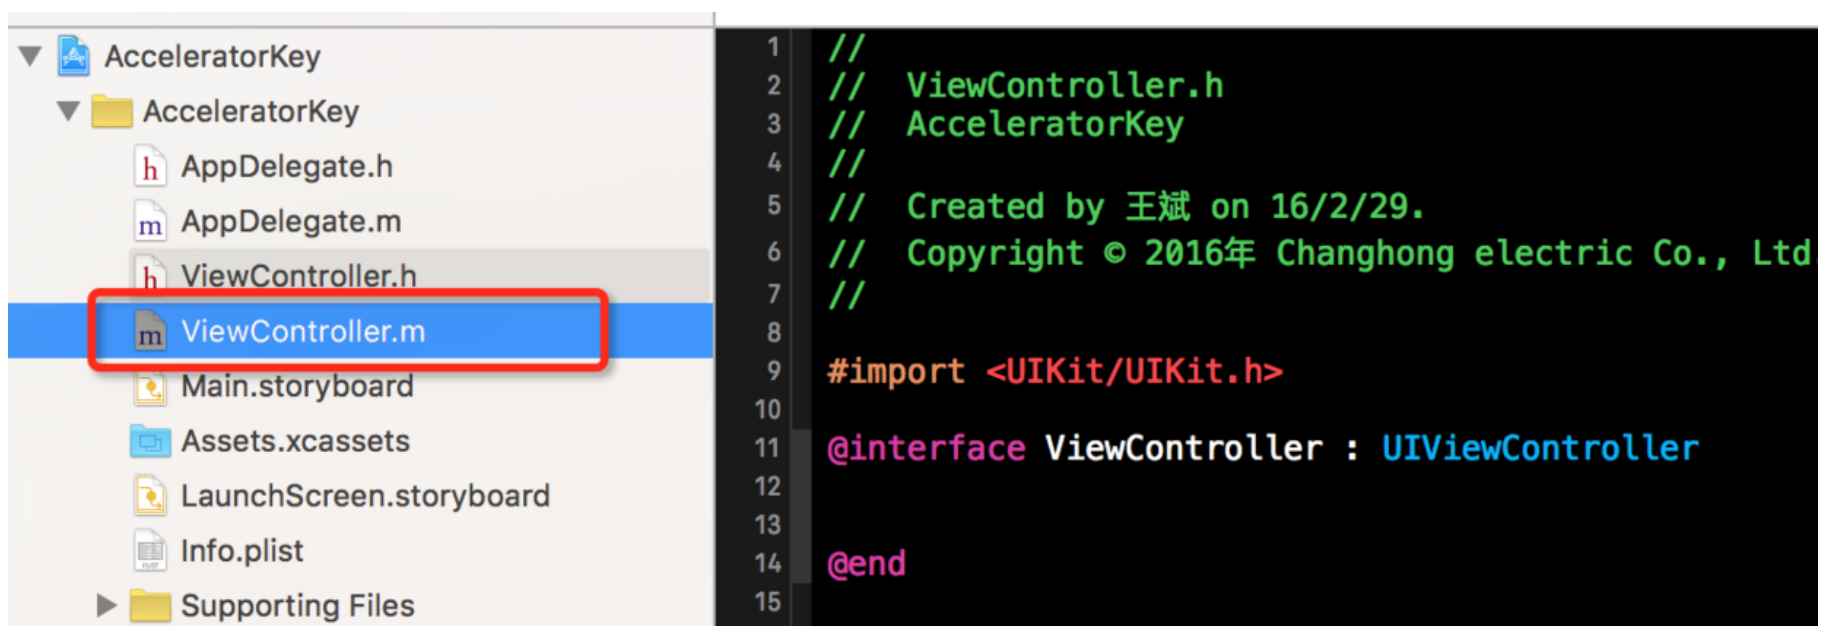 AcceleratorKey
AcceleratorKey
h AppDelegate.h
m AppDelegate.m
h ViewController.h
m ViewController.m
Main.storyboard
Assets.xcassets
LaunchScreen.storyboard
PLIST Info.plist
Supporting Files
1 //
2 // ViewController.h
3 // AcceleratorKey
4 //
5 // Created by 王斌 on 16/2/29.
6 // Copyright © 2016年 Changhong electric Co., Ltd
7 //
8
9 #import <UIKit/UIKit.h>
10
11 @interface ViewController : UIViewController
12
13
14 @end
15